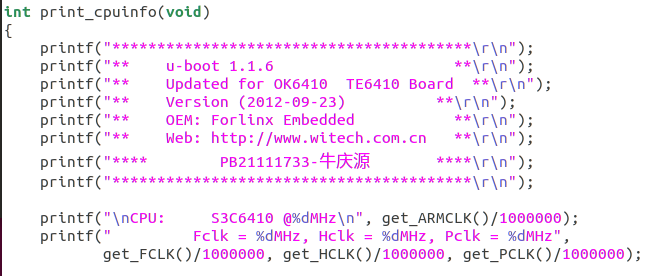 int print_cpuinfo(void)
{
    printf("****************************************\r\n");
    printf("**    u-boot 1.1.6                    **\r\n");
    printf("**    Updated for OK6410  TE6410 Board  **\r\n");
    printf("**    Version (2012-09-23)          **\r\n");
    printf("**    OEM: Forlinx Embedded           **\r\n");
    printf("**    Web: http://www.witech.com.cn   **\r\n");
    printf("****        PB21111733-牛庆源       ****\r\n");
    printf("****************************************\r\n");

    printf("\nCPU:     S3C6410 @%dMHz\n", get_ARMCLK()/1000000);
    printf("         Fclk = %dMHz, Hclk = %dMHz, Pclk = %dMHz",
           get_FCLK()/1000000, get_HCLK()/1000000, get_PCLK()/1000000);